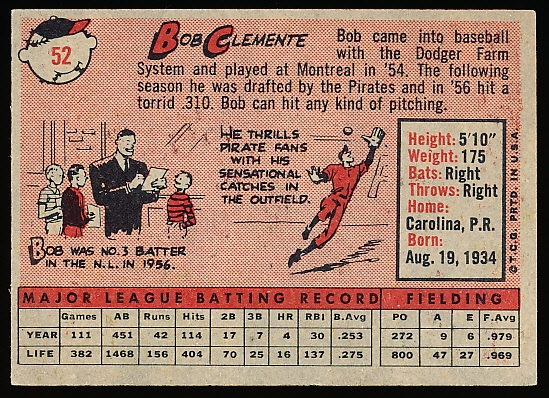 52
BOB CLEMENTE
Bob came into baseball
with the Dodger Farm
System and played at Montreal in '54. The following
season he was drafted by the Pirates and in '56 hit a
torrid .310. Bob can hit any kind of pitching.
HE THRILLS
PIRATE FANS
WITH HIS
SENSATIONAL
CATCHES IN
THE OUTFIELD.
BOB WAS NO. 3 BATTER
IN THE N.L. IN 1956.
Height: 5'10"
Weight: 175
Bats: Right
Throws: Right
Home:
Carolina, P.R.
Born:
Aug. 19, 1934
© T.C.G. PRTD. IN U.S.A.
MAJOR LEAGUE BATTING RECORD FIELDING
Games AB Runs Hits 2B 3B HR RBI B.Avg PO A E F.Avg
YEAR 111 451 42 114 17 7 4 30 .253 272 9 6 .979
LIFE 382 1468 156 404 70 25 16 137 .275 800 47 27 .969